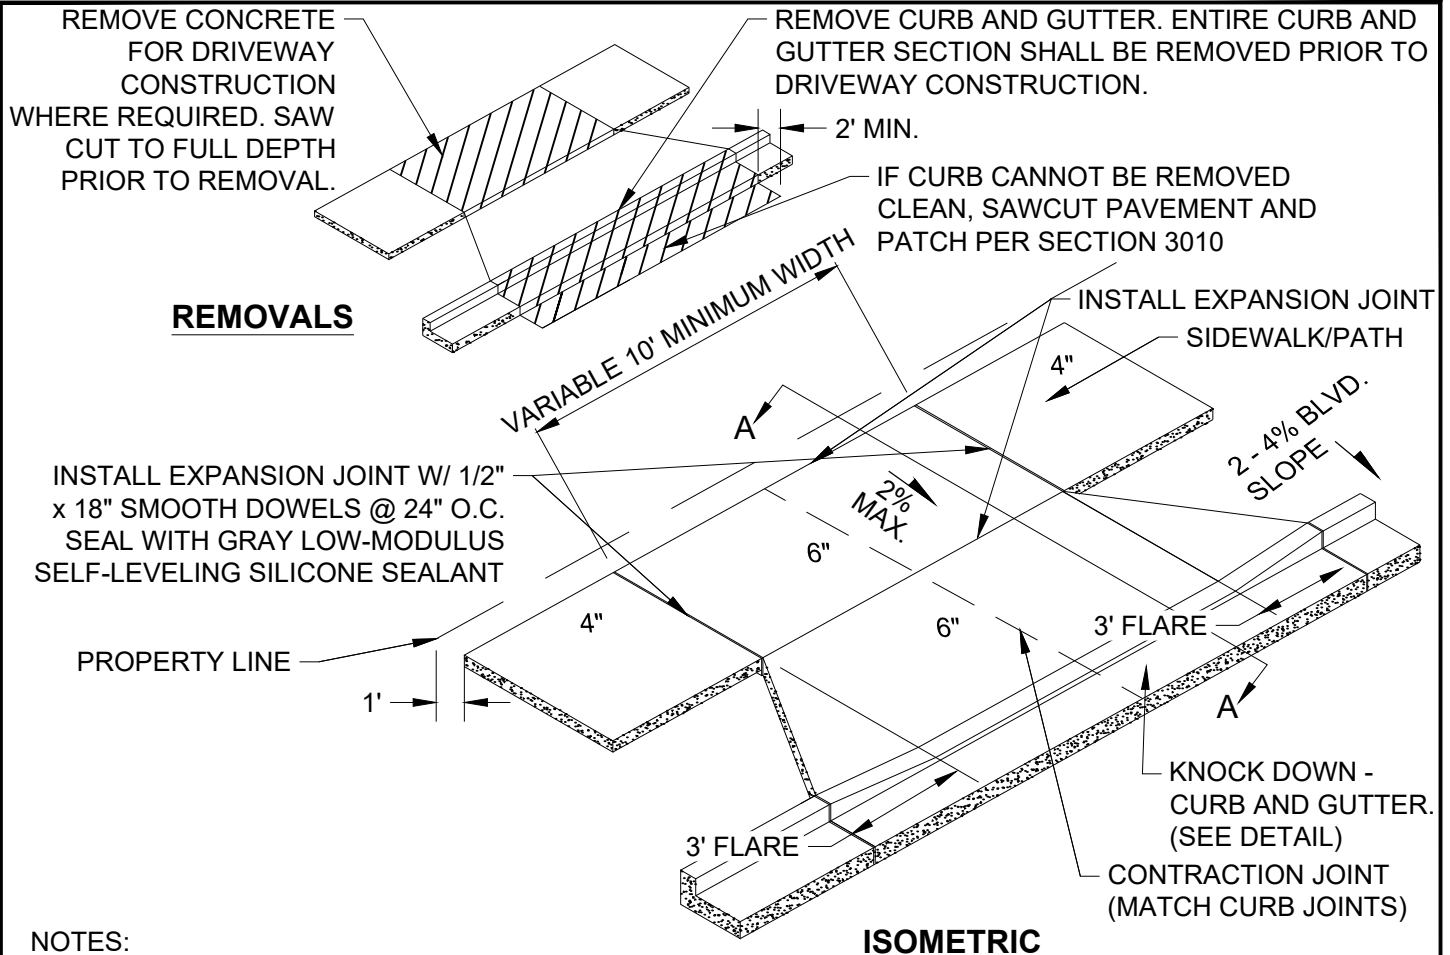 REMOVE CONCRETE
FOR DRIVEWAY
CONSTRUCTION
WHERE REQUIRED. SAW
CUT TO FULL DEPTH
PRIOR TO REMOVAL.
REMOVE CURB AND GUTTER. ENTIRE CURB AND
GUTTER SECTION SHALL BE REMOVED PRIOR TO
DRIVEWAY CONSTRUCTION.
2' MIN.
IF CURB CANNOT BE REMOVED
CLEAN, SAWCUT PAVEMENT AND
PATCH PER SECTION 3010
REMOVALS
VARIABLE 10' MINIMUM WIDTH
INSTALL EXPANSION JOINT
SIDEWALK/PATH
4"
A
2 - 4% BLVD.
SLOPE
INSTALL EXPANSION JOINT W/ 1/2"
x 18" SMOOTH DOWELS @ 24" O.C.
SEAL WITH GRAY LOW-MODULUS
SELF-LEVELING SILICONE SEALANT
2%
MAX.
6"
4"
6"
3' FLARE
PROPERTY LINE
1'
A
KNOCK DOWN -
CURB AND GUTTER.
(SEE DETAIL)
3' FLARE
CONTRACTION JOINT
(MATCH CURB JOINTS)
NOTES:
ISOMETRIC